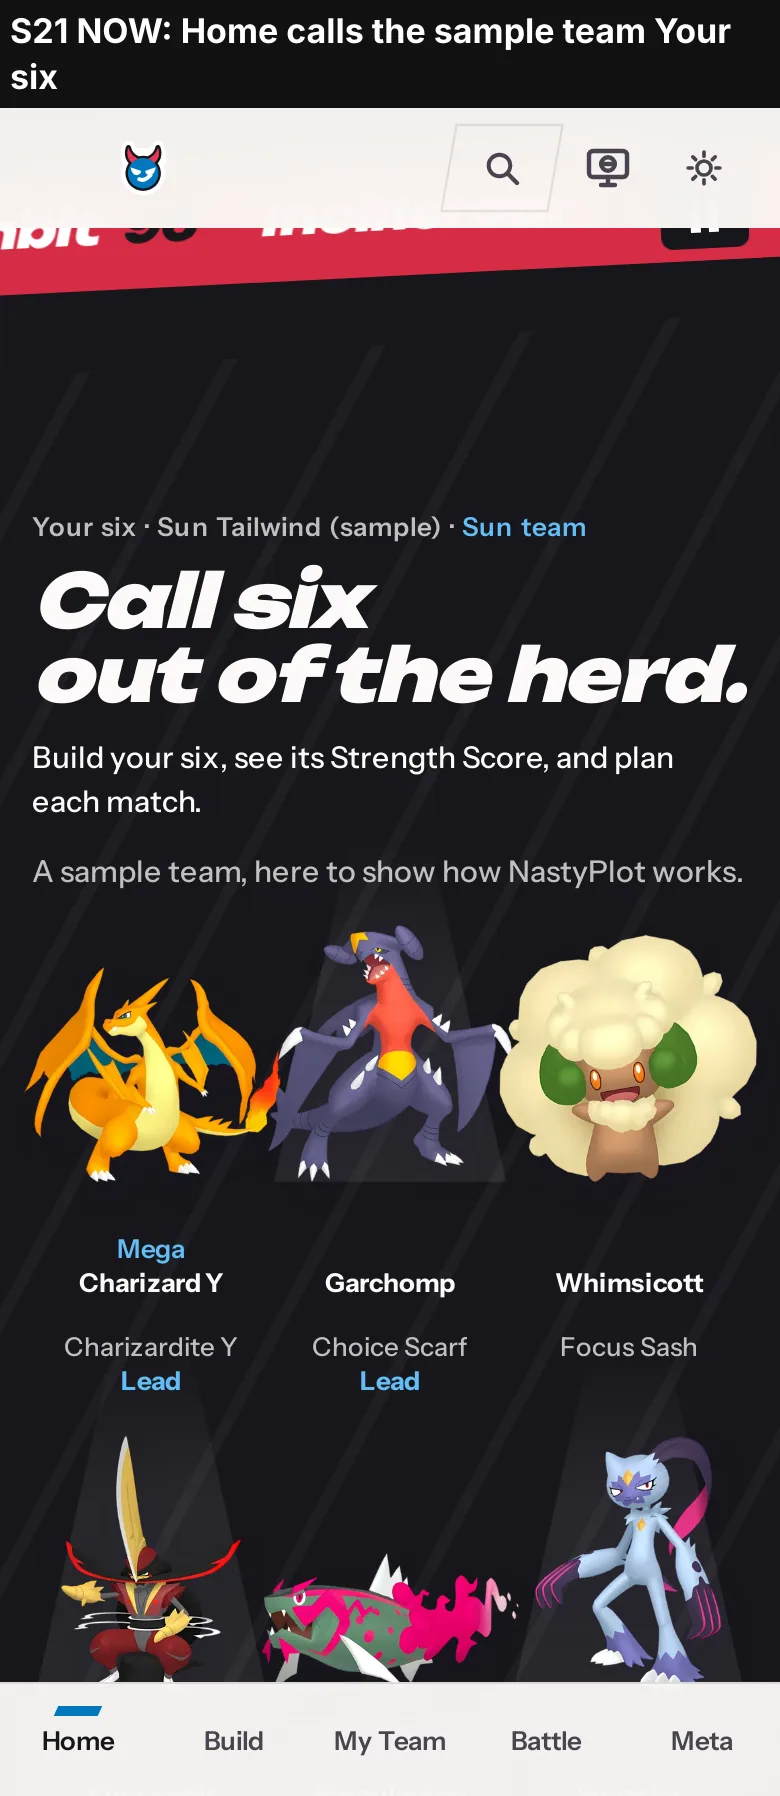 S21 NOW: Home calls the sample team Your
six
Your six · Sun Tailwind (sample) · Sun team
Call six
out of the herd.
Build your six, see its Strength Score, and plan
each match.
A sample team, here to show how NastyPlot works.
Mega
Charizard Y
Garchomp
Whimsicott
Charizardite Y
Choice Scarf
Focus Sash
Lead
Lead
Home
Build
My Team
Battle
Meta